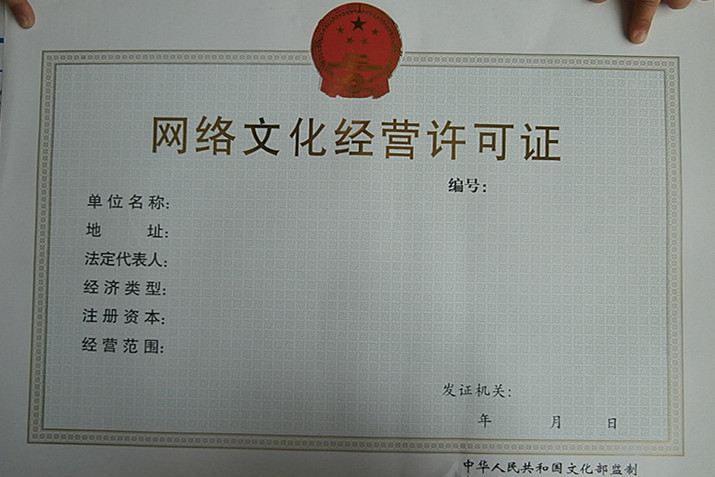 网络文化经营许可证
编号:
单位名称:
地址:
法定代表人:
经济类型:
注册资本:
经营范围:
发证机关:
年 月 日
中华人民共和国文化部监制